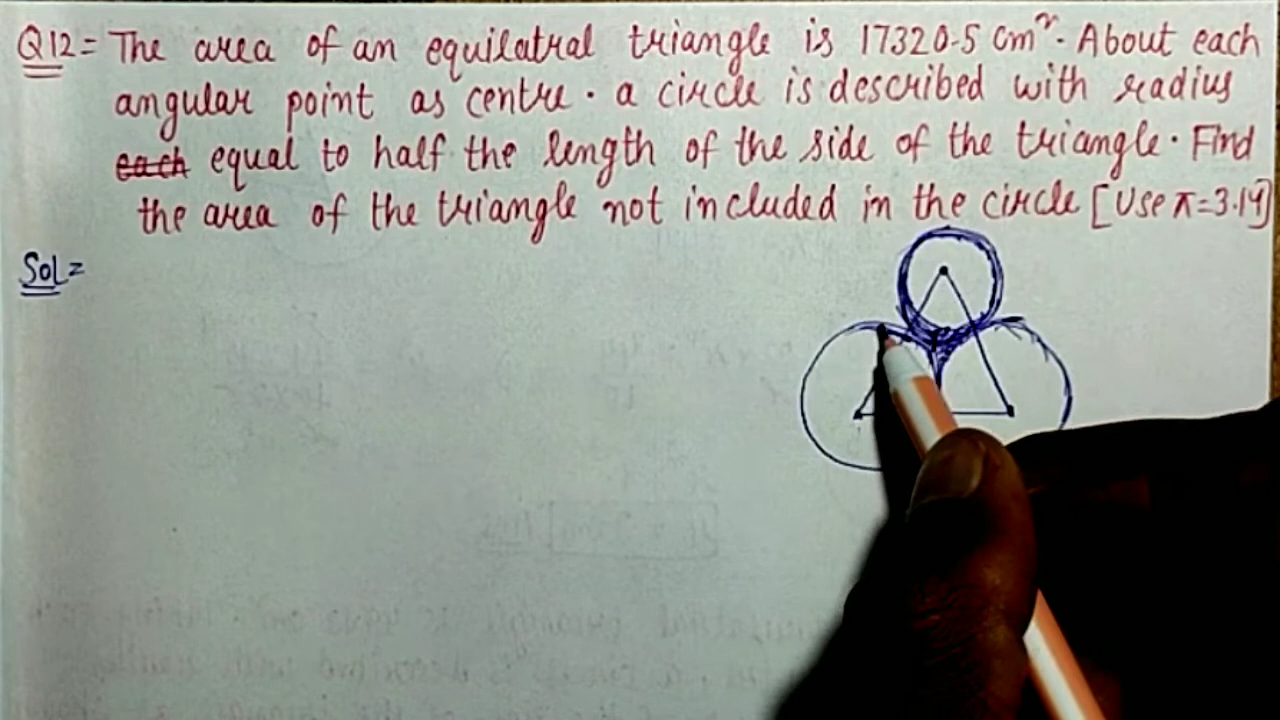 Q12= The area of an equilatral triangle is 17320.5 cm². About each
angular point as centre. a circle is described with radius
each equal to half the length of the side of the triangle. Find
the area of the triangle not included in the circle [Use π=3.14]
Sol=